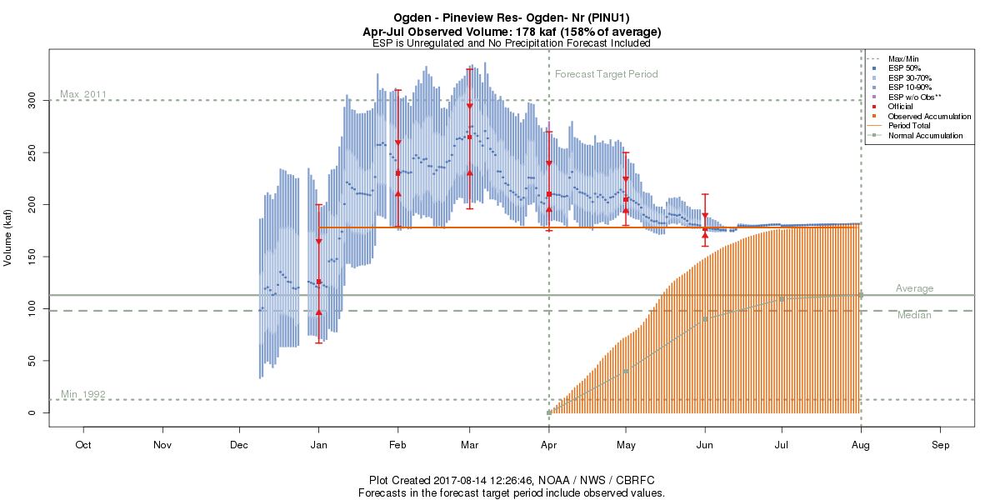 Ogden - Pineview Res- Ogden- Nr (PINU1)
Apr-Jul Observed Volume: 178 kaf (158% of average)
ESP is Unregulated and No Precipitation Forecast Included
Max/Min
ESP 50%
ESP 30-70%
ESP 10-90%
ESP w/o Obs**
Official
Observed Accumulation
Period Total
Normal Accumulation
Forecast Target Period
Max 2011
Average
Median
Min 1992
Volume (kaf)
300
250
200
150
100
50
0
Oct Nov Dec Jan Feb Mar Apr May Jun Jul Aug Sep
Plot Created 2017-08-14 12:26:46, NOAA / NWS / CBRFC
Forecasts in the forecast target period include observed values.